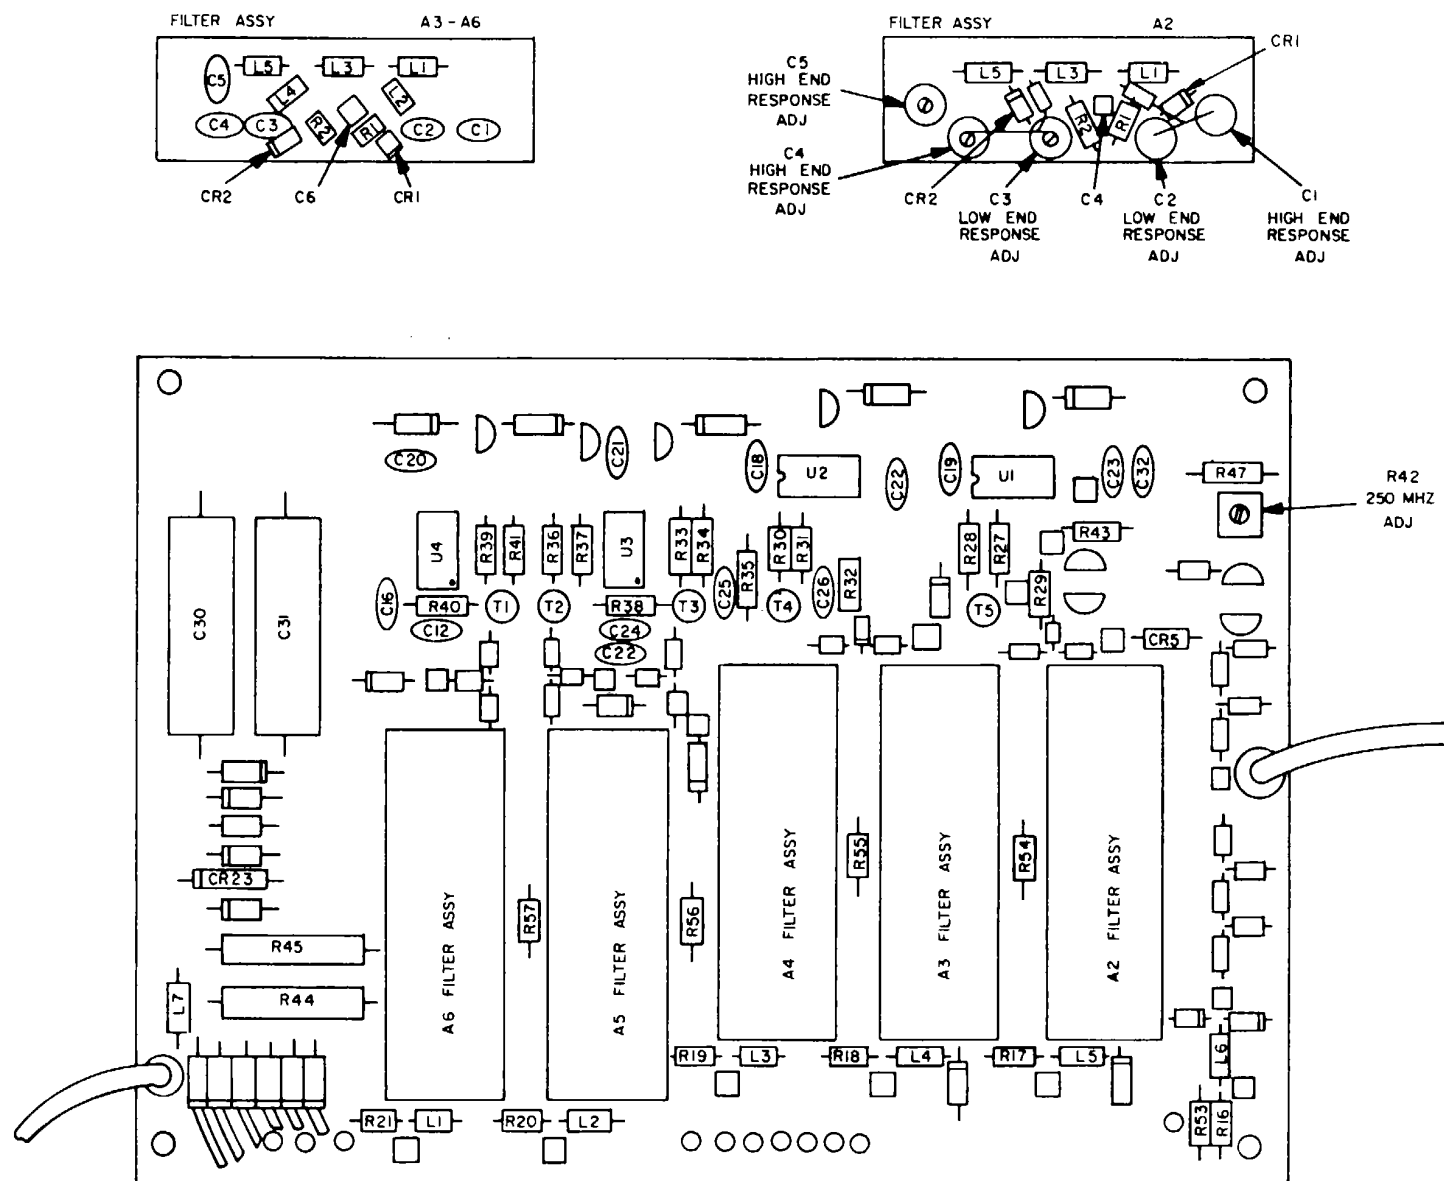 FILTER ASSY A3-A6
L5 L3 L1
C5
L4 L2
C4 C3 R2 R1 C2 C1
CR2 C6 CR1
FILTER ASSY A2
CR1
C5
HIGH END
RESPONSE
ADJ
L5 L3 L1
R2 R1
C4
HIGH END
RESPONSE
ADJ
CR2
C3
LOW END
RESPONSE
ADJ
C4
C2
LOW END
RESPONSE
ADJ
C1
HIGH END
RESPONSE
ADJ
C20 C21 C18 U2 C22 C19 U1 C23 C32 R47
R42
250 MHZ
ADJ
C30 C31
U4 R39 R41 R36 R37 U3 R33 R34 R30 R31 R28 R27 R43
C16 R40 T1 T2 R38 T3 C25 R35 T4 C26 R32 T5 R29
C12 C24 CR5
C22
CR23
R45
R44
L7
A6 FILTER ASSY
R57
A5 FILTER ASSY
R56
A4 FILTER ASSY
R55
A3 FILTER ASSY
R54
A2 FILTER ASSY
R19 L3 R18 L4 R17 L5 L6
R21 L1 R20 L2 R53 R16